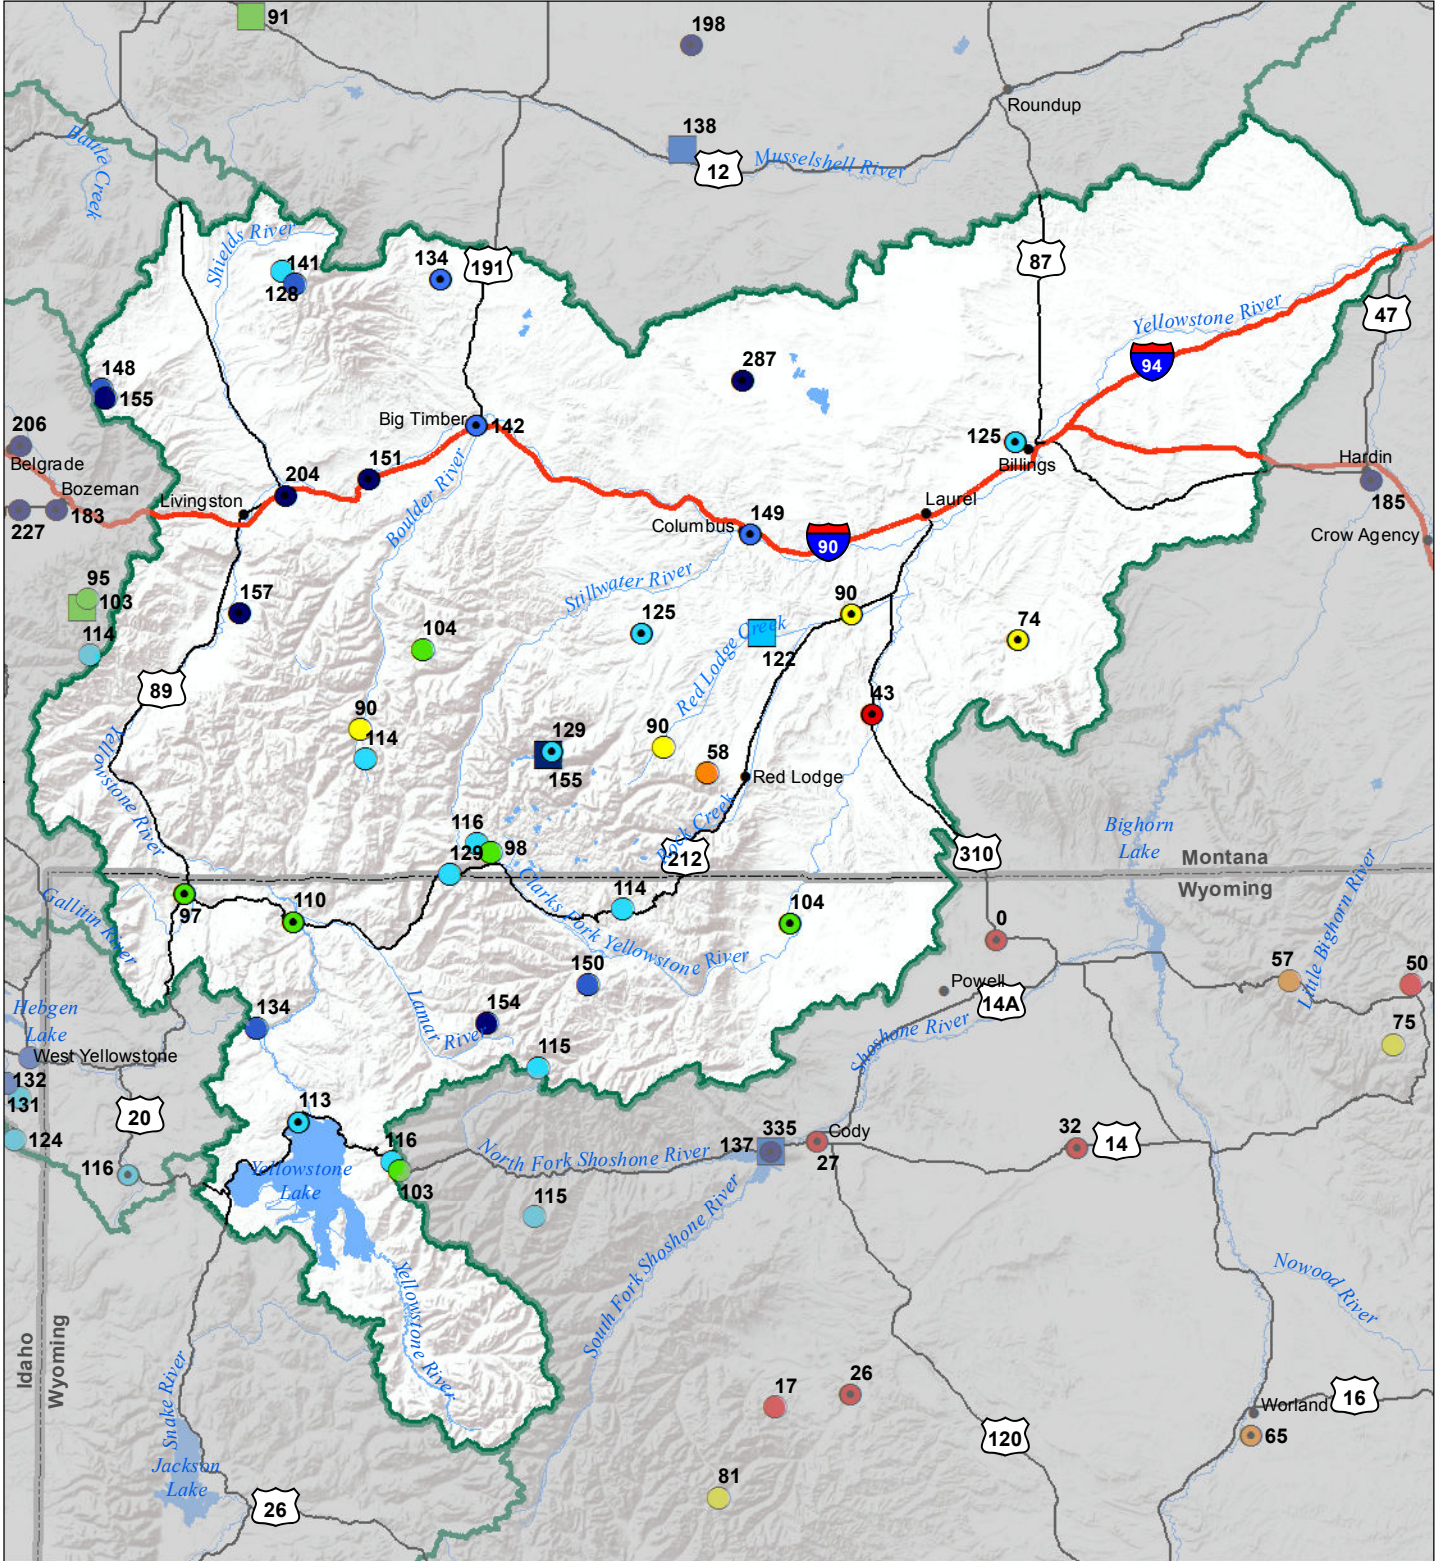 91
198
Roundup
138
12
Musselshell River
Battle Creek
Shields River
141
128
134
191
87
47
Yellowstone River
94
148
155
287
206
Belgrade
Bozeman
227
183
Big Timber
142
151
204
Livingston
Boulder River
125
Billings
Hardin
185
Crow Agency
Laurel
Columbus
149
90
95
103
114
157
104
Stillwater River
125
Red Lodge Creek
122
90
74
89
Yellowstone River
90
114
43
129
155
90
58
Red Lodge
Rock Creek
116
98
129
212
310
Bighorn
Lake
Montana
Wyoming
Little Bighorn River
Gallitin River
97
110
Clarks Fork Yellowstone River
114
104
0
150
Powell
14A
57
50
75
Hebgen
Lake
West Yellowstone
134
Lamar River
154
115
Shoshone River
132
131
124
20
116
113
116
103
Yellowstone
Lake
North Fork Shoshone River
137
335
Cody
27
32
14
115
South Fork Shoshone River
Nowood River
Yellowstone River
Idaho
Wyoming
Snake River
Jackson
Lake
26
17
26
81
120
Worland
16
65